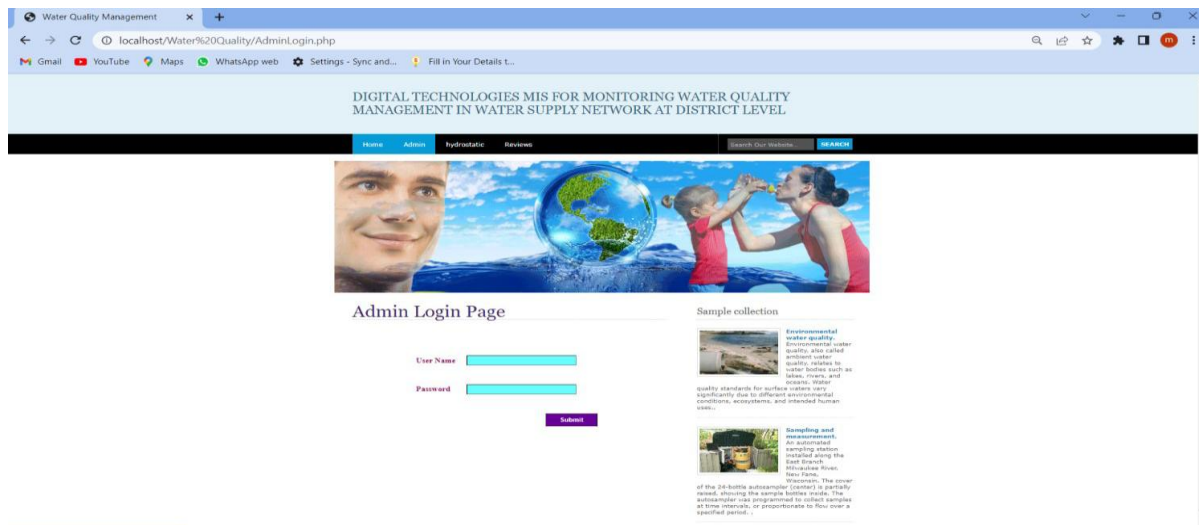 Water Quality Management
localhost/Water%20Quality/AdminLogin.php
m
Gmail YouTube Maps WhatsApp web Settings - Sync and... Fill in Your Details t...
DIGITAL TECHNOLOGIES MIS FOR MONITORING WATER QUALITY
MANAGEMENT IN WATER SUPPLY NETWORK AT DISTRICT LEVEL
Home Admin hydrostatic Reviews Search Our Website... SEARCH
Admin Login Page
User Name
Password
Submit
Sample collection
Environmental
water quality.
Environmental water
quality, also called
ambient water
quality, relates to
water bodies such as
lakes, rivers, and
oceans. Water
quality standards for surface waters vary
significantly due to different environmental
conditions, ecosystems, and intended human
uses..
Sampling and
measurement.
An automated
sampling station
installed along the
East Branch
Milwaukee River,
New Fane,
Wisconsin. The cover
of the 24-bottle autosampler (center) is partially
raised, showing the sample bottles inside. The
autosampler was programmed to collect samples
at time intervals, or proportionate to flow over a
specified period. .